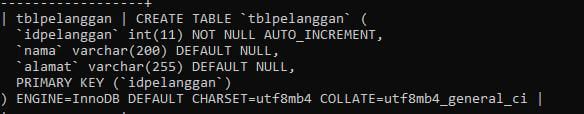 -------------------+
| tblpelanggan | CREATE TABLE `tblpelanggan` (
`idpelanggan` int(11) NOT NULL AUTO_INCREMENT,
`nama` varchar(200) DEFAULT NULL,
`alamat` varchar(255) DEFAULT NULL,
PRIMARY KEY (`idpelanggan`)
) ENGINE=InnoDB DEFAULT CHARSET=utf8mb4 COLLATE=utf8mb4_general_ci |